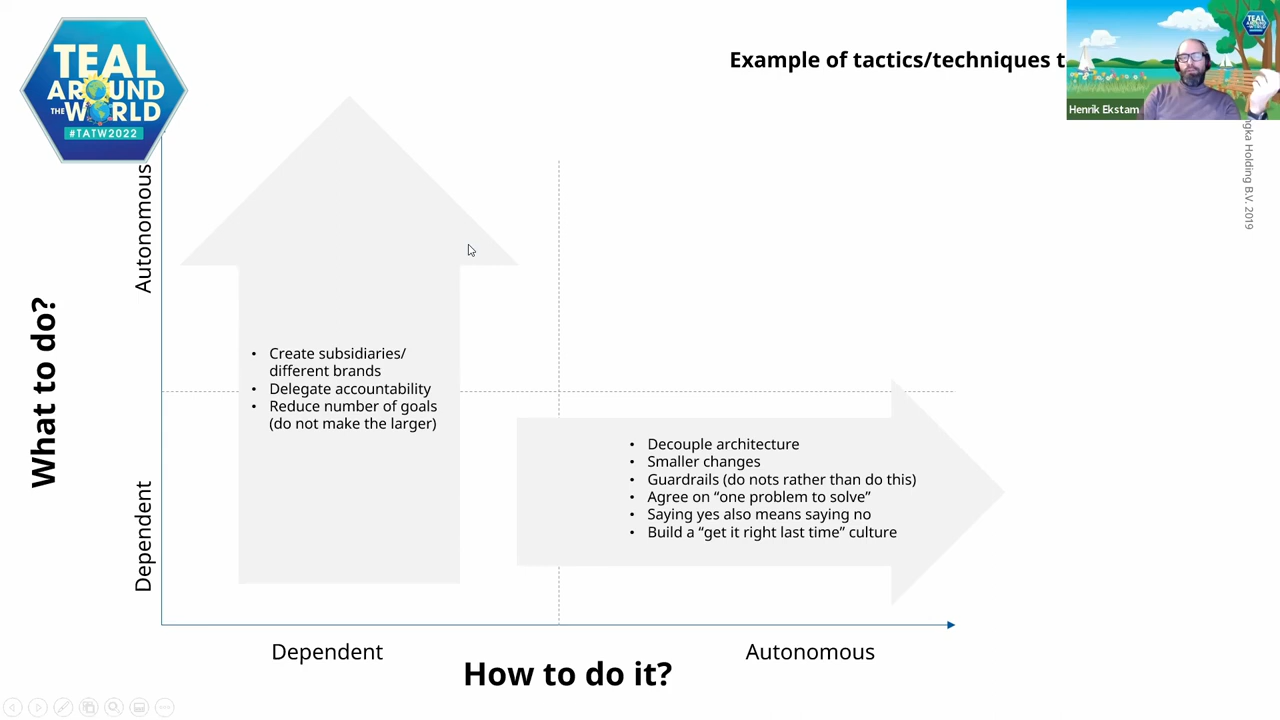 TEAL
AROUND
THE WORLD
#TATW2022
Example of tactics/techniques t
TEAL
Henrik Ekstam
Holding B.V. 2019
What to do?
Autonomous
Dependent
• Create subsidiaries/
different brands
• Delegate accountability
• Reduce number of goals
(do not make the larger)
• Decouple architecture
• Smaller changes
• Guardrails (do nots rather than do this)
• Agree on “one problem to solve”
• Saying yes also means saying no
• Build a “get it right last time” culture
Dependent
Autonomous
How to do it?